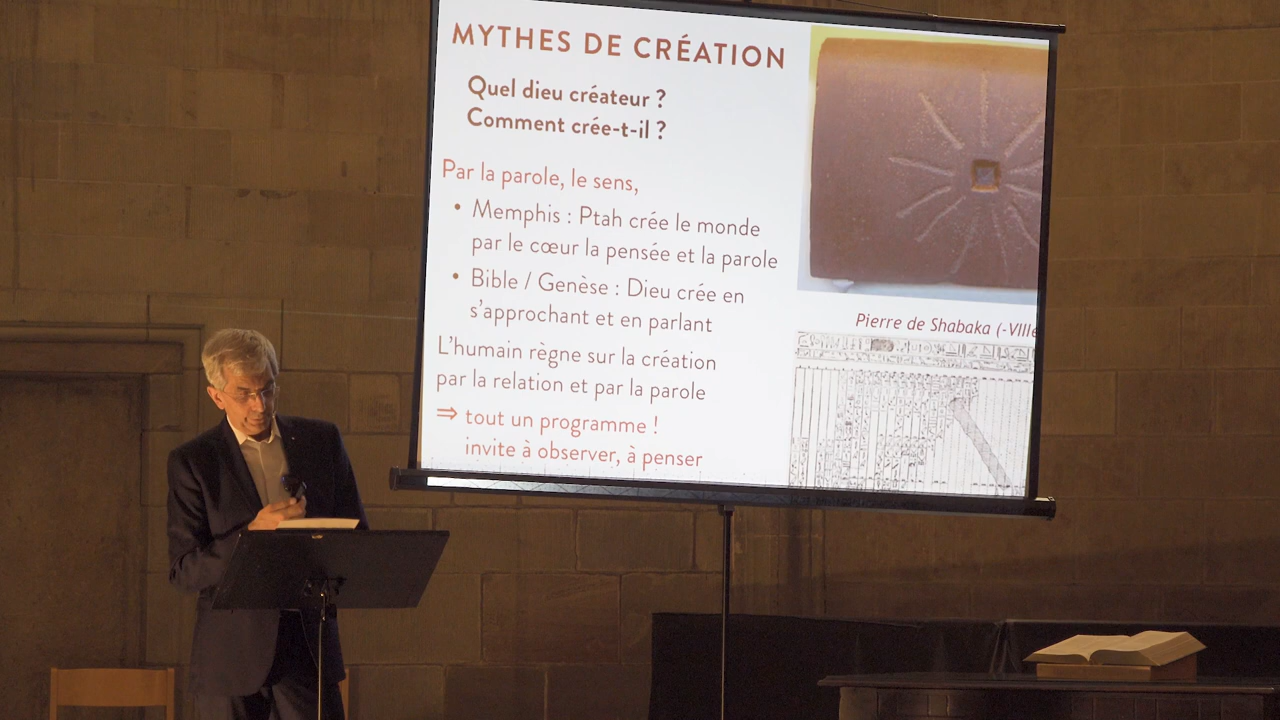 MYTHES DE CRÉATION
Quel dieu créateur ?
Comment crée-t-il ?
Par la parole, le sens,
• Memphis : Ptah crée le monde
par le cœur la pensée et la parole
• Bible / Genèse : Dieu crée en
s'approchant et en parlant
L'humain règne sur la création
par la relation et par la parole
⇒ tout un programme !
invite à observer, à penser
Pierre de Shabaka (-VIIIe